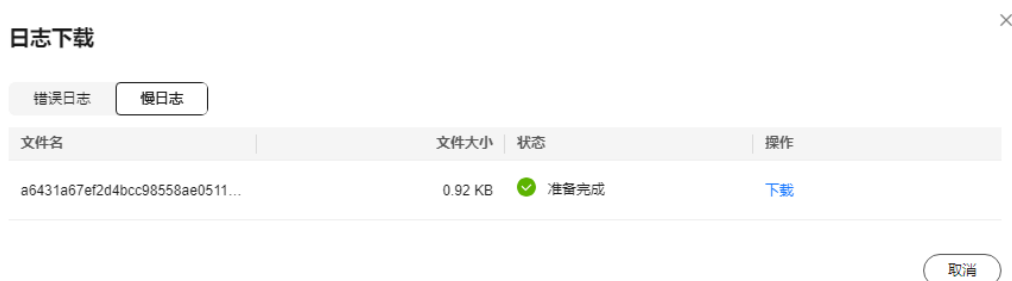 日志下载
错误日志 慢日志
文件名 文件大小 状态 操作
a6431a67ef2d4bcc98558ae0511... 0.92 KB 准备完成 下载
取消